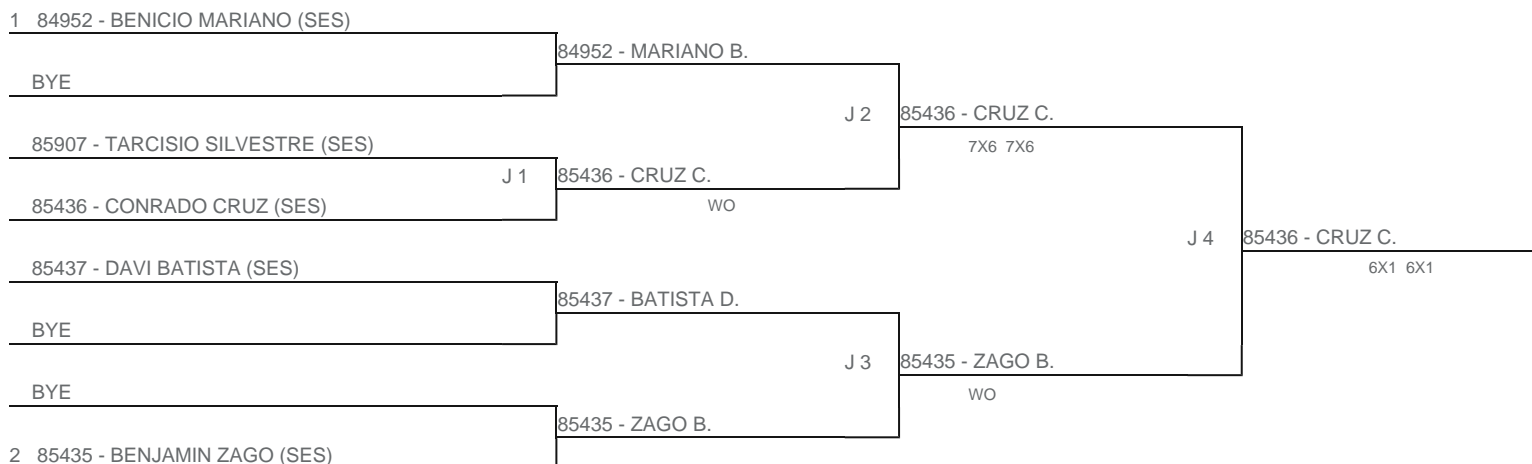 1 84952 - BENICIO MARIANO (SES)
84952 - MARIANO B.
BYE
J 2
85436 - CRUZ C.
7X6 7X6
85907 - TARCISIO SILVESTRE (SES)
J 1
85436 - CRUZ C.
WO
85436 - CONRADO CRUZ (SES)
J 4
85436 - CRUZ C.
6X1 6X1
85437 - DAVI BATISTA (SES)
85437 - BATISTA D.
BYE
J 3
85435 - ZAGO B.
WO
BYE
85435 - ZAGO B.
2 85435 - BENJAMIN ZAGO (SES)